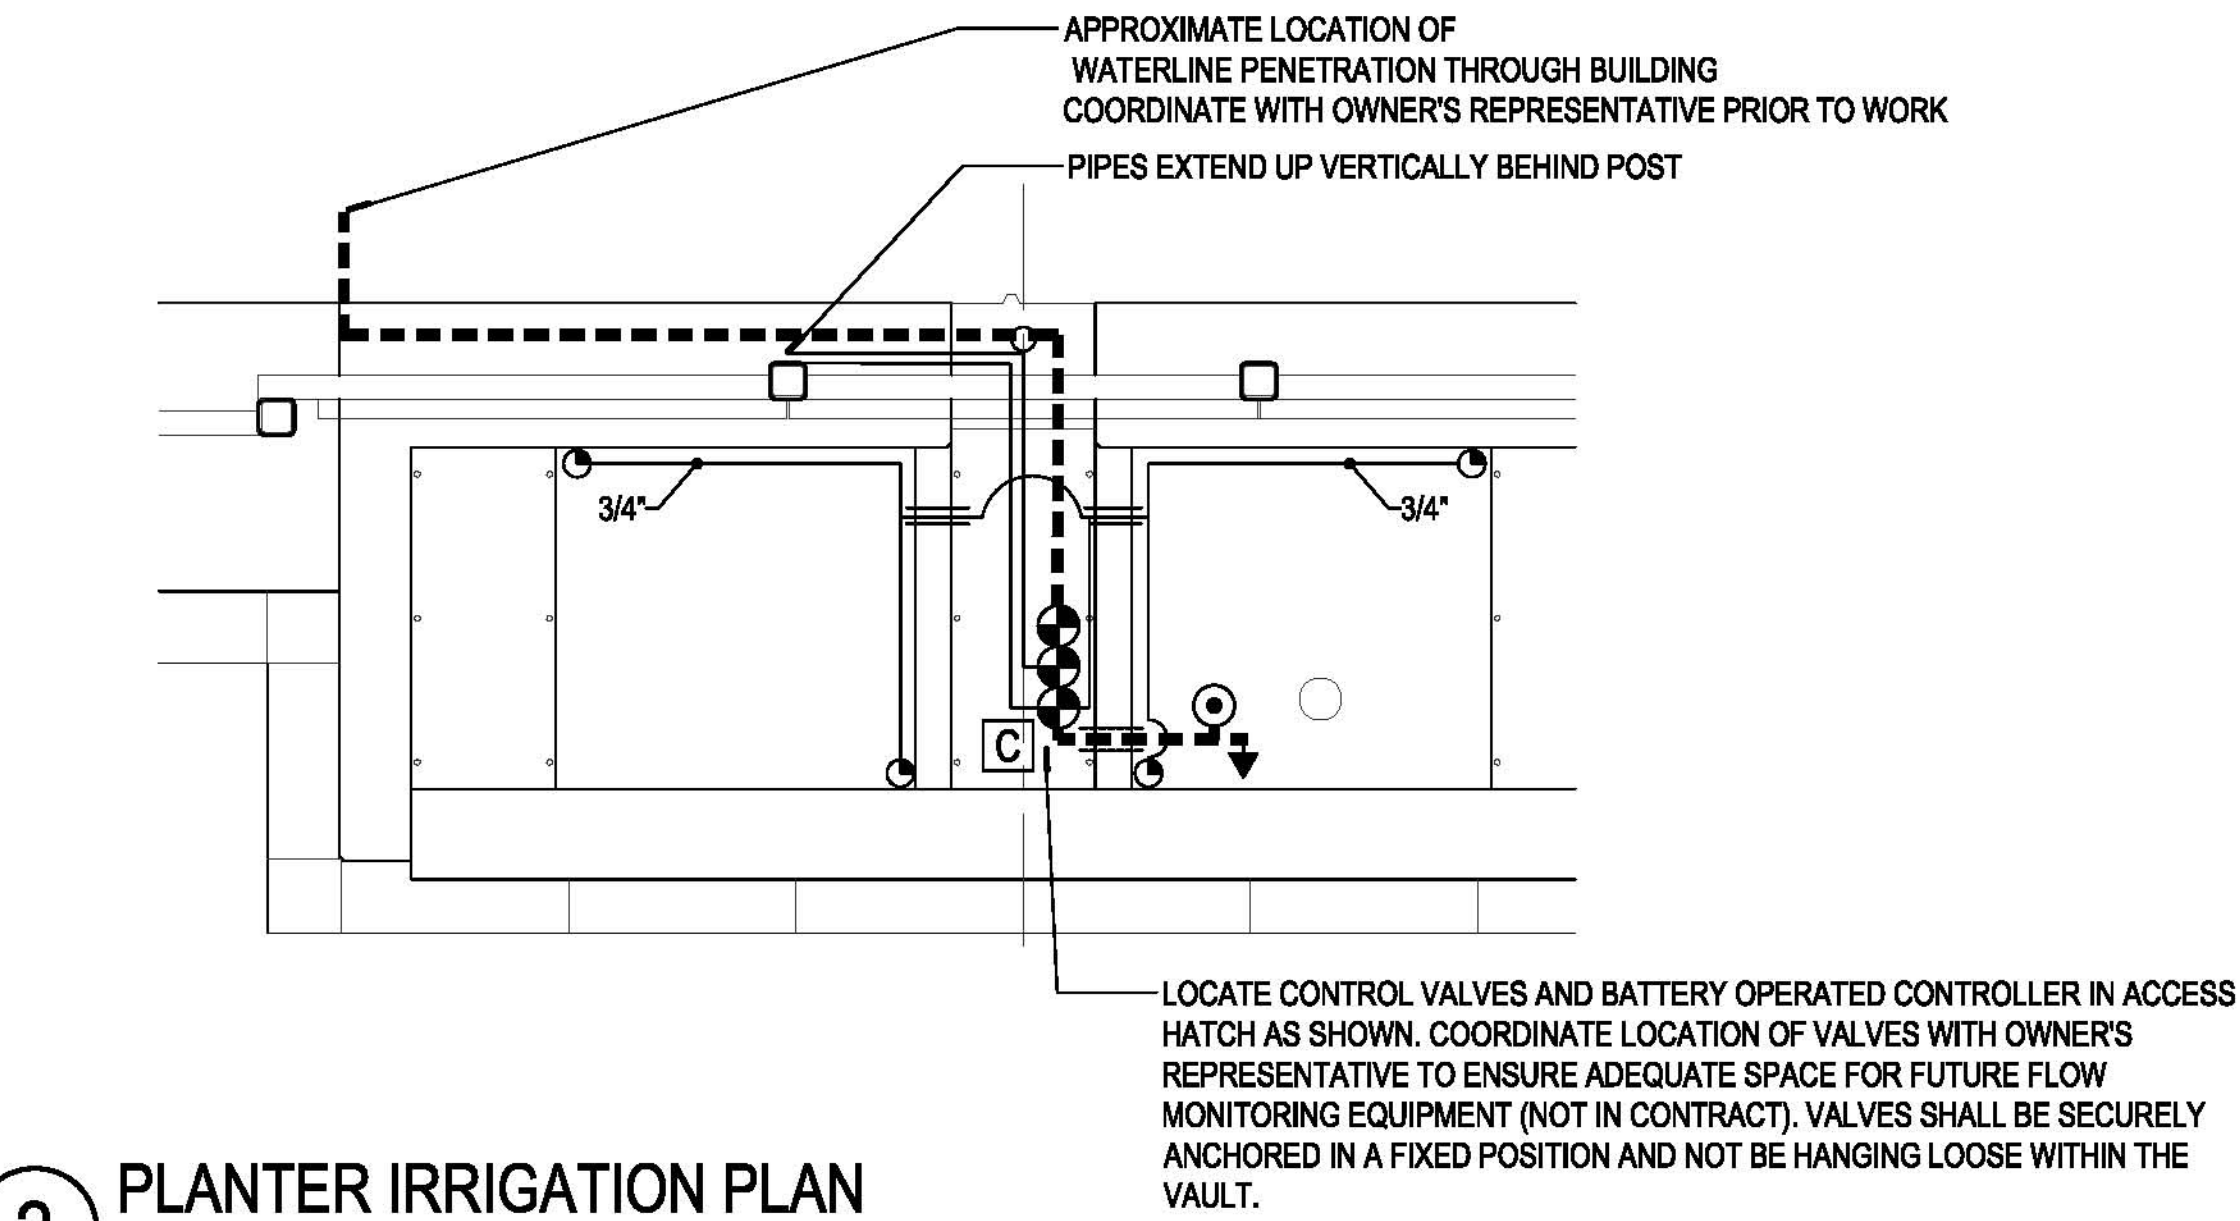 APPROXIMATE LOCATION OF
WATERLINE PENETRATION THROUGH BUILDING
COORDINATE WITH OWNER'S REPRESENTATIVE PRIOR TO WORK
PIPES EXTEND UP VERTICALLY BEHIND POST
3/4"
3/4"
C
LOCATE CONTROL VALVES AND BATTERY OPERATED CONTROLLER IN ACCESS
HATCH AS SHOWN. COORDINATE LOCATION OF VALVES WITH OWNER'S
REPRESENTATIVE TO ENSURE ADEQUATE SPACE FOR FUTURE FLOW
MONITORING EQUIPMENT (NOT IN CONTRACT). VALVES SHALL BE SECURELY
ANCHORED IN A FIXED POSITION AND NOT BE HANGING LOOSE WITHIN THE
VAULT.
PLANTER IRRIGATION PLAN